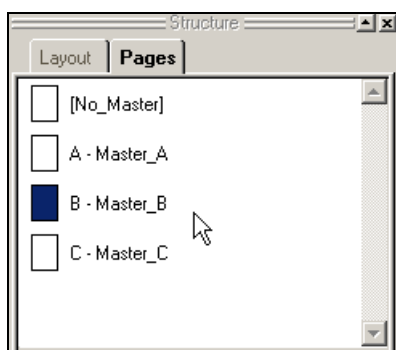 Structure
Layout Pages
[No_Master]
A - Master_A
B - Master_B
C - Master_C